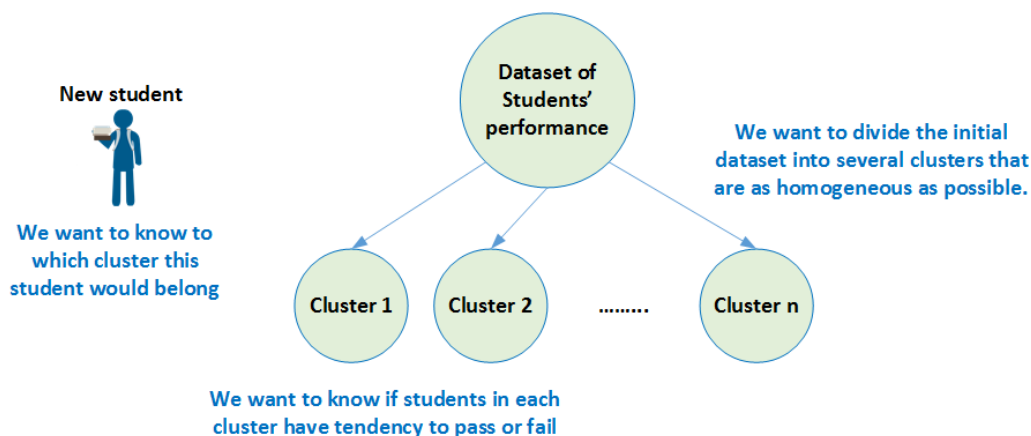 New student
We want to know to
which cluster this
student would belong
Dataset of
Students'
performance
We want to divide the initial
dataset into several clusters that
are as homogeneous as possible.
Cluster 1
Cluster 2
.........
Cluster n
We want to know if students in each
cluster have tendency to pass or fail